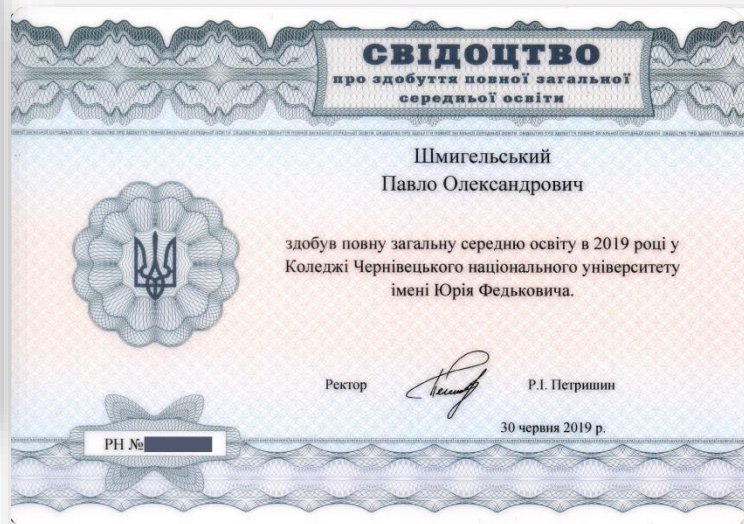 СВІДОЦТВО
про здобуття повної загальної
середньої освіти
Шмигельський
Павло Олександрович
здобув повну загальну середню освіту в 2019 році у
Коледжі Чернівецького національного університету
імені Юрія Федьковича.
Ректор Р.І. Петришин
30 червня 2019 р.
РН №